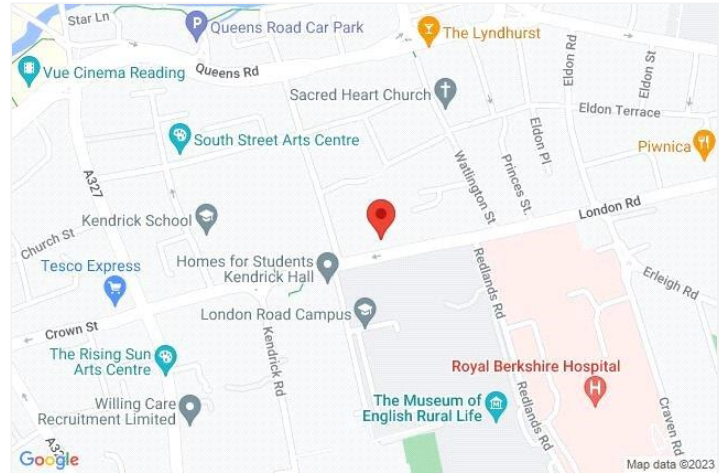 Star Ln
Queens Road Car Park
The Lyndhurst
Vue Cinema Reading
Queens Rd
Eldon Rd
Eldon St
Sacred Heart Church
Eldon Terrace
South Street Arts Centre
Eldon Pl
Piwnica
A327
Watlington St
Princes St.
Kendrick School
London Rd
Church St
Homes for Students
Kendrick Hall
Tesco Express
Redlands Rd
Erleigh Rd
London Road Campus
Crown St
Kendrick Rd
The Rising Sun
Arts Centre
Royal Berkshire Hospital
H
Willing Care
Recruitment Limited
The Museum of
English Rural Life
Redlands Rd
Craven Rd
Google
Map data ©2023